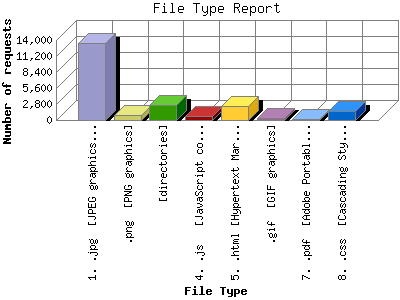 File Type Report
Number of requests
14,000
11,200
8,400
5,600
2,800
0
1. .jpg [JPEG graphics...
.png [PNG graphics]
[directories]
4. .js [JavaScript co...
5. .html [Hypertext Mar...
.gif [GIF graphics]
7. .pdf [Adobe Portabl...
8. .css [Cascading Sty...
File Type